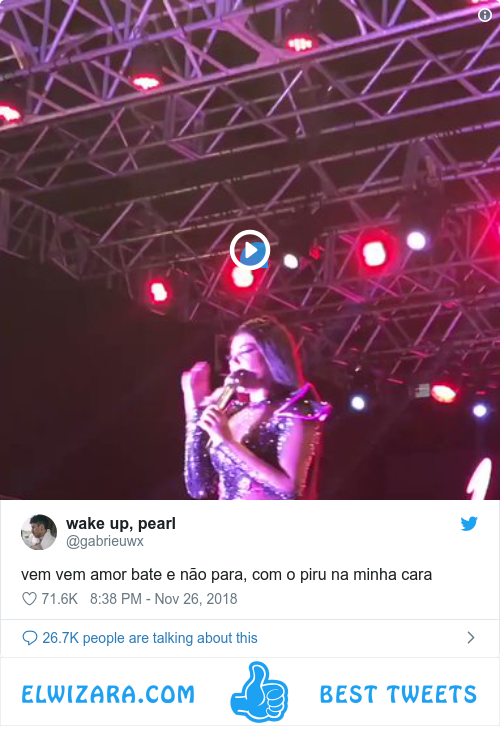 wake up, pearl
@gabrieuwx
vem vem amor bate e não para, com o piru na minha cara
71.6K 8:38 PM - Nov 26, 2018
26.7K people are talking about this
ELWIZARA.COM BEST TWEETS